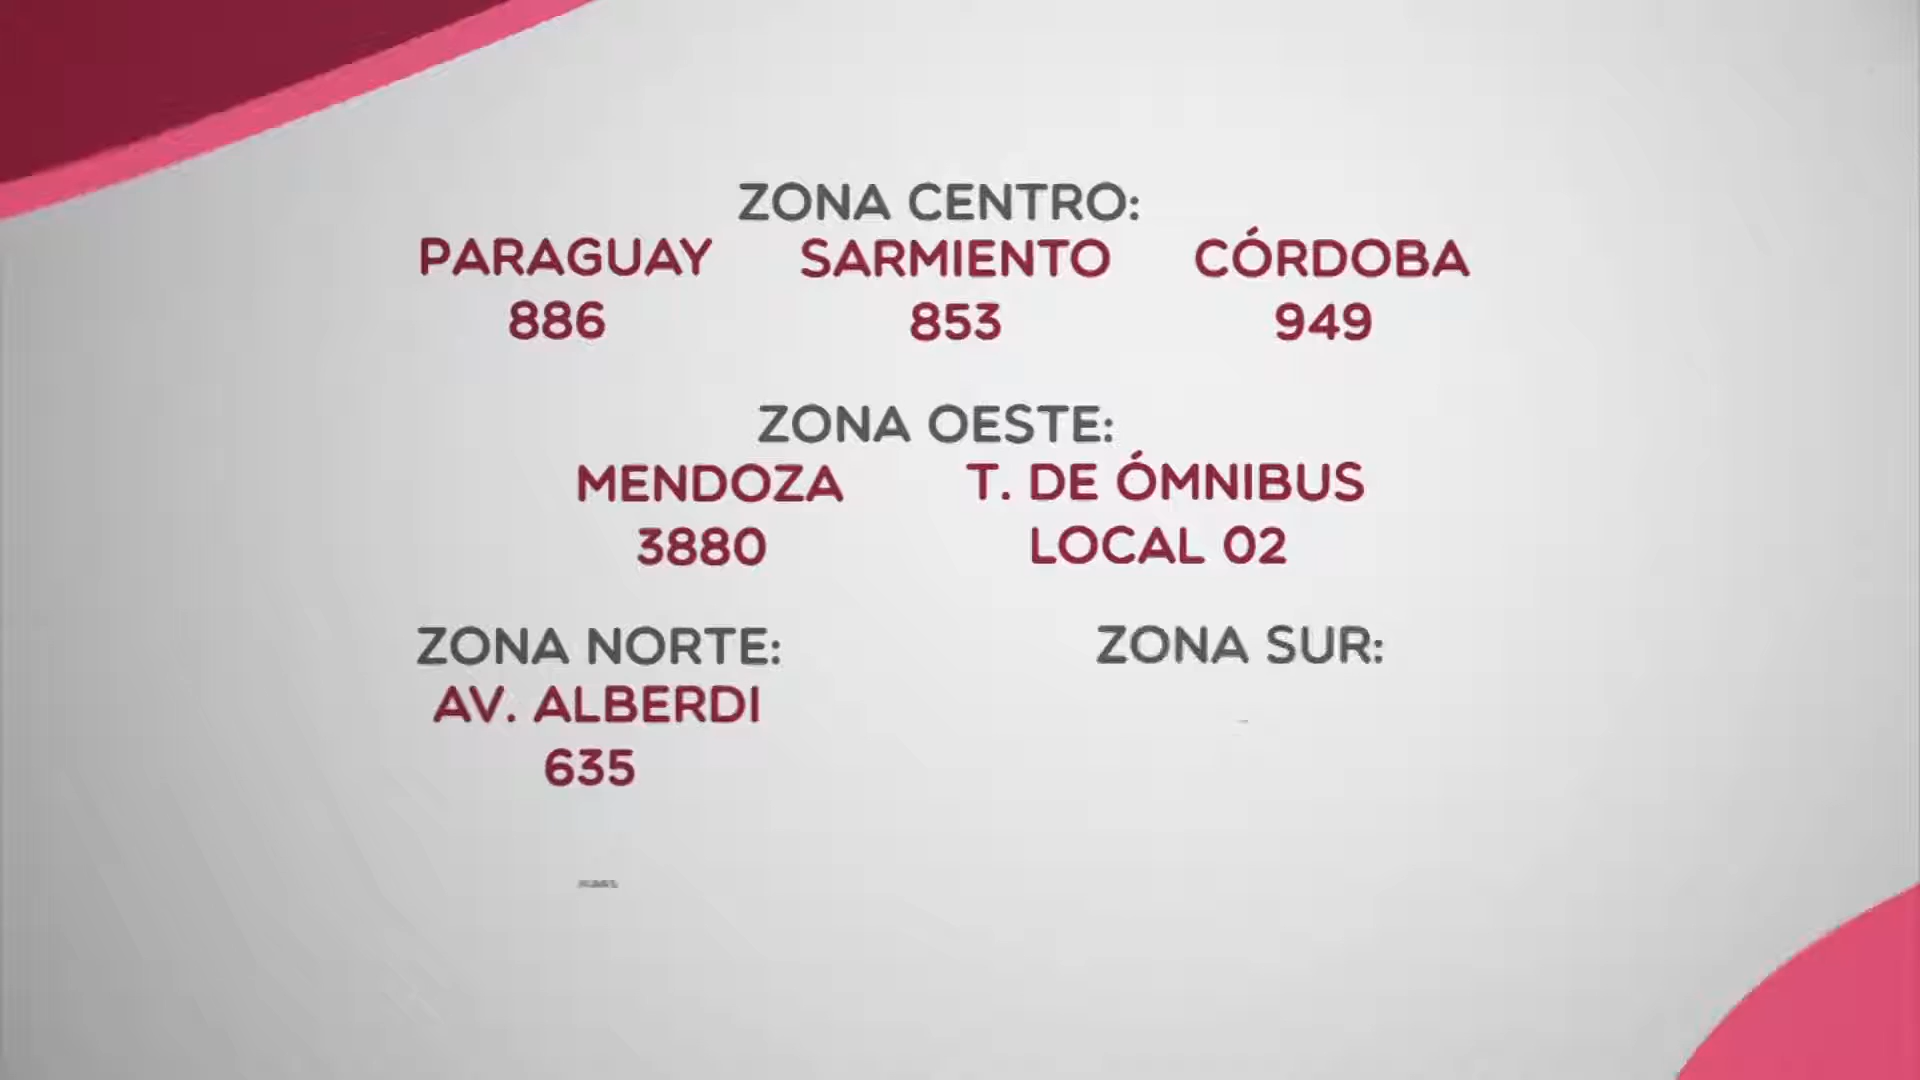 ZONA CENTRO:
PARAGUAY SARMIENTO CÓRDOBA
886 853 949
ZONA OESTE:
MENDOZA T. DE ÓMNIBUS
3880 LOCAL 02
ZONA NORTE: ZONA SUR:
AV. ALBERDI
635